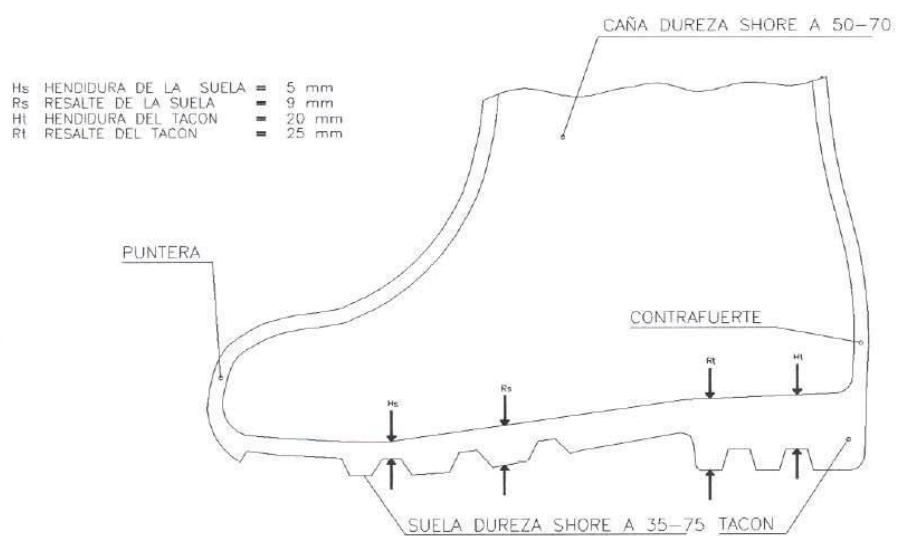 CAÑA DUREZA SHORE A 50-70
Hs HENDIDURA DE LA SUELA = 5 mm
Rs RESALTE DE LA SUELA = 9 mm
Ht HENDIDURA DEL TACON = 20 mm
Rt RESALTE DEL TACON = 25 mm
PUNTERA
CONTRAFUERTE
Rt
Ht
Rs
Hs
SUELA DUREZA SHORE A 35-75
TACON